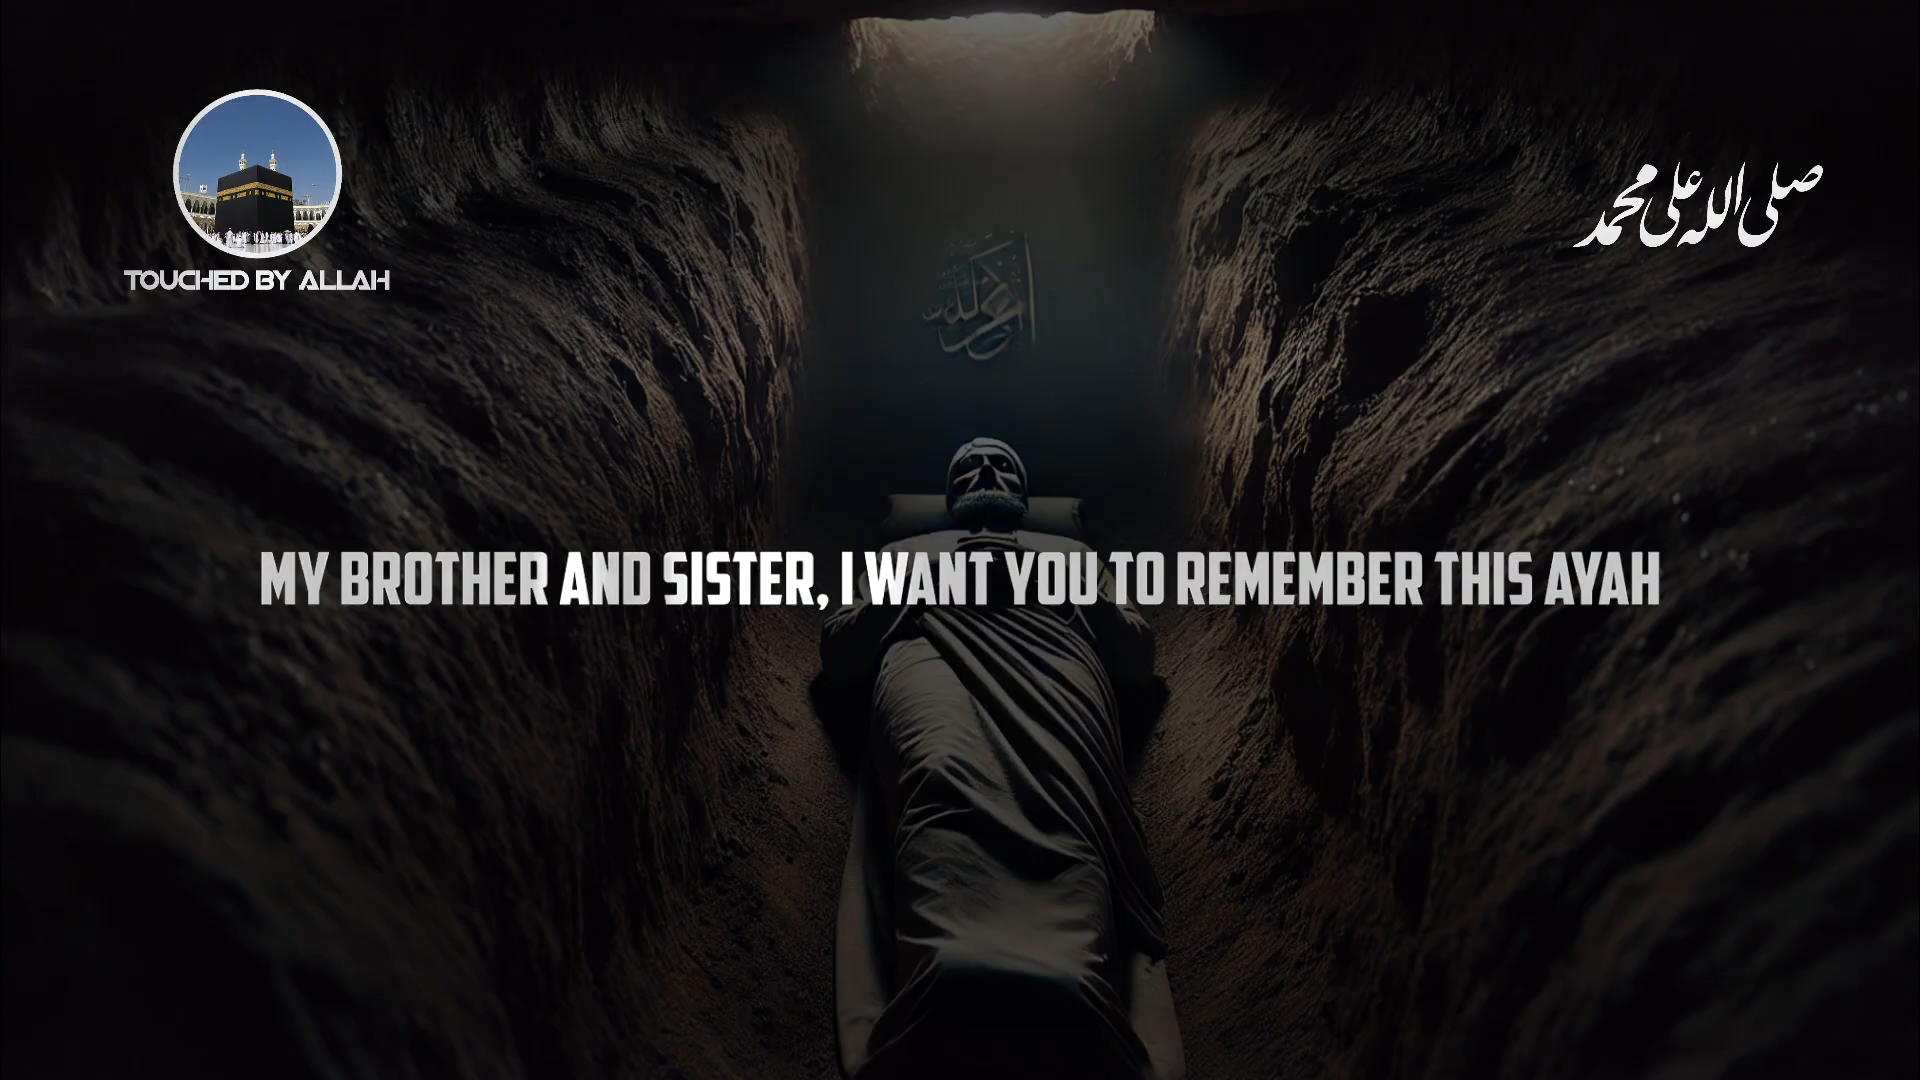 TOUCHED BY ALLAH
صلى الله على محمد
MY BROTHER AND SISTER, I WANT YOU TO REMEMBER THIS AYAH